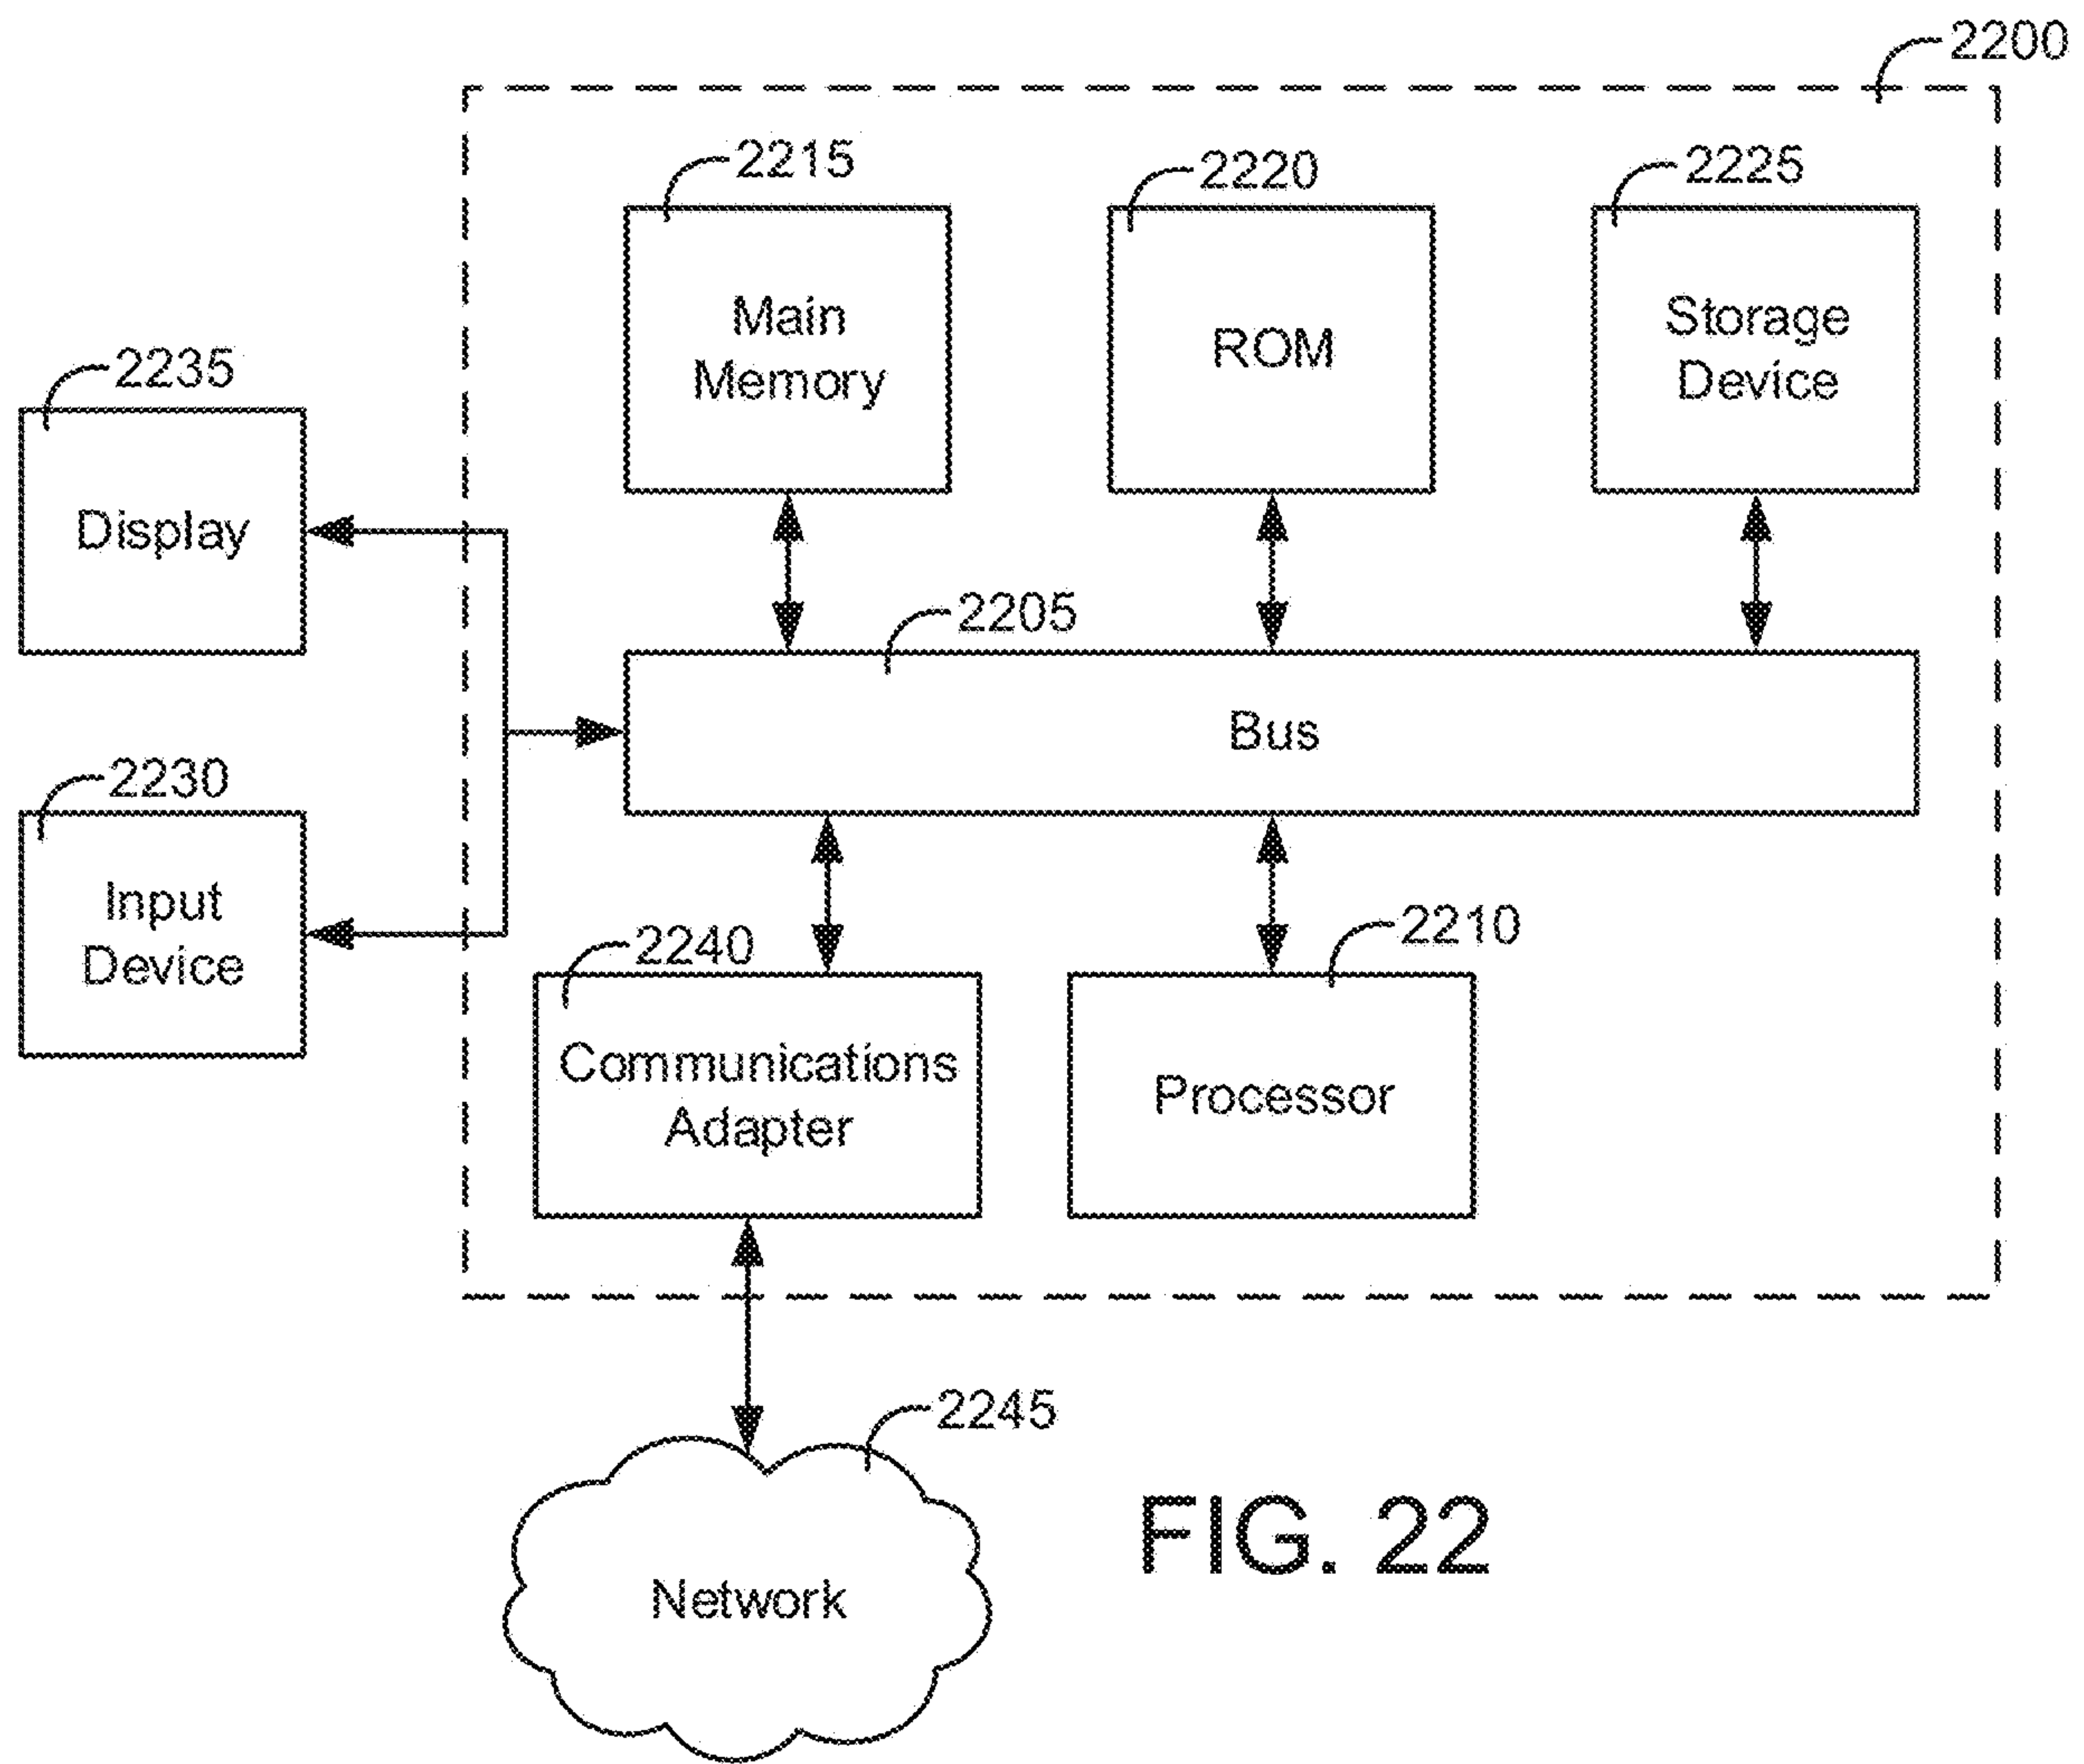 2200
2215
2220
2225
Main
Memory
ROM
Storage
Device
2235
Display
2205
Bus
2230
Input
Device
2240
2210
Communications
Adapter
Processor
2245
Network
FIG. 22